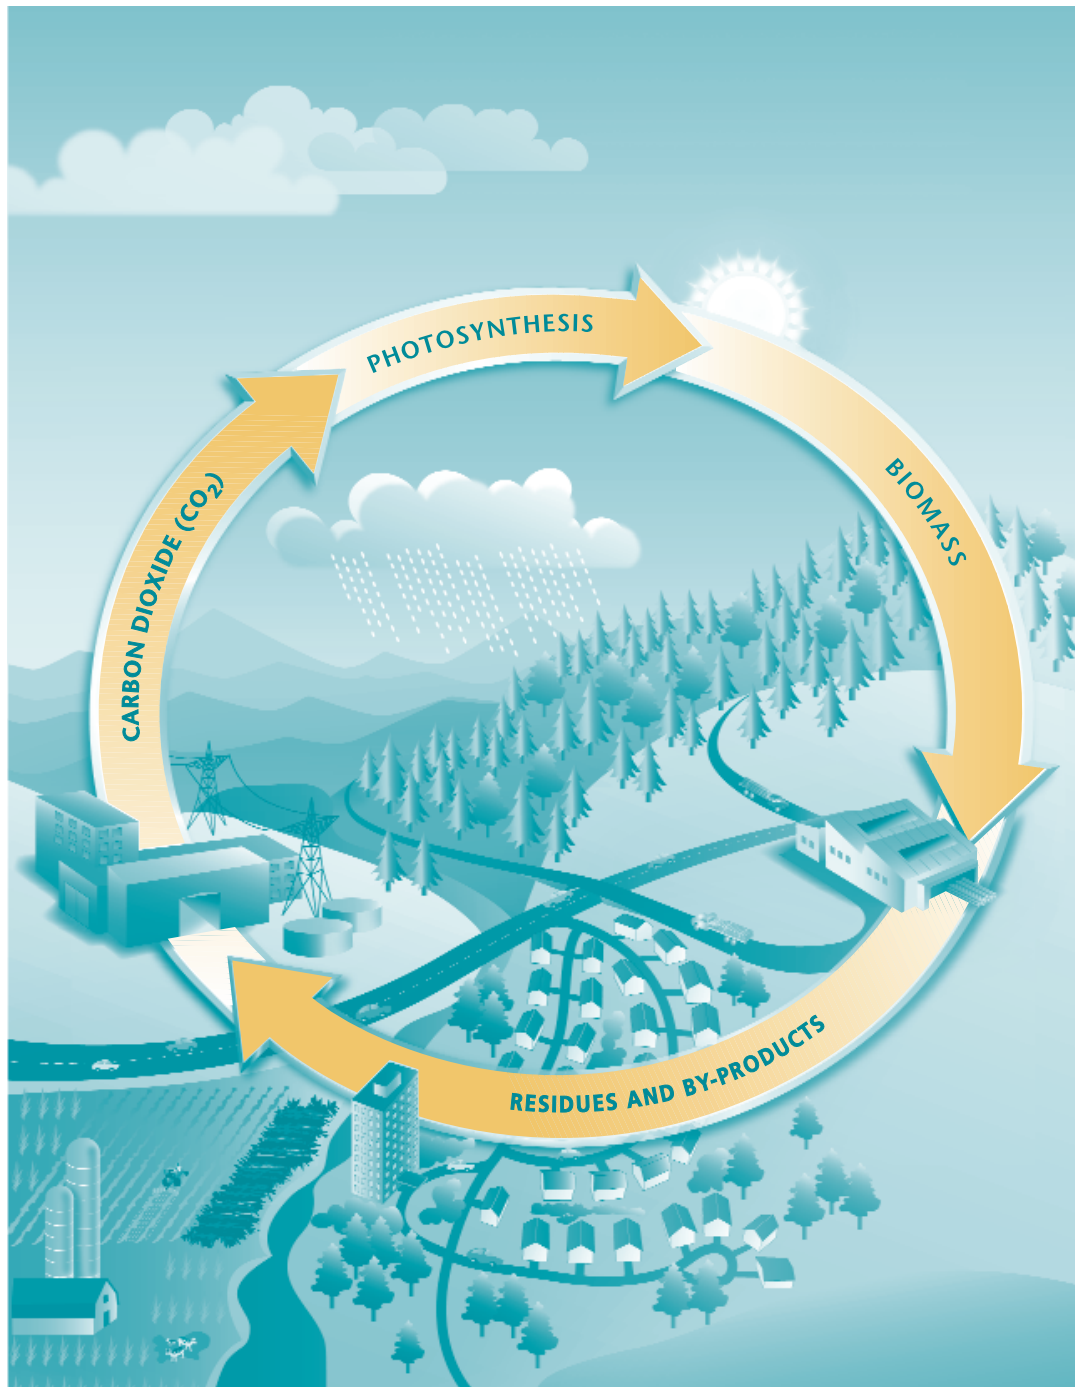 PHOTOSYNTHESIS
BIOMASS
CARBON DIOXIDE (CO₂)
RESIDUES AND BY-PRODUCTS